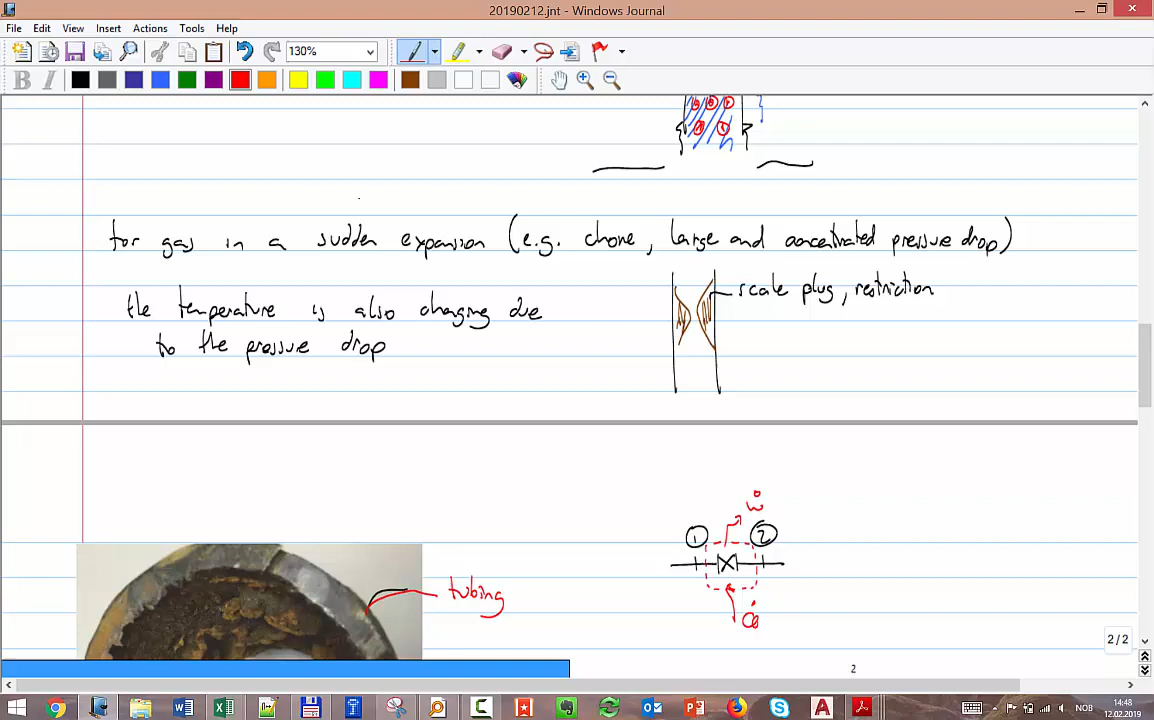 20190212.jnt - Windows Journal
File Edit View Insert Actions Tools Help
130%
B I
for gas in a sudden expansion (e.g. choke, large and concentrated pressure drop)
scale plug, restriction
the temperature is also changing due
to the pressure drop
Ẇ
1 2
tubing
Q̇
2 / 2
2
NOB
14:48
12.02.2019